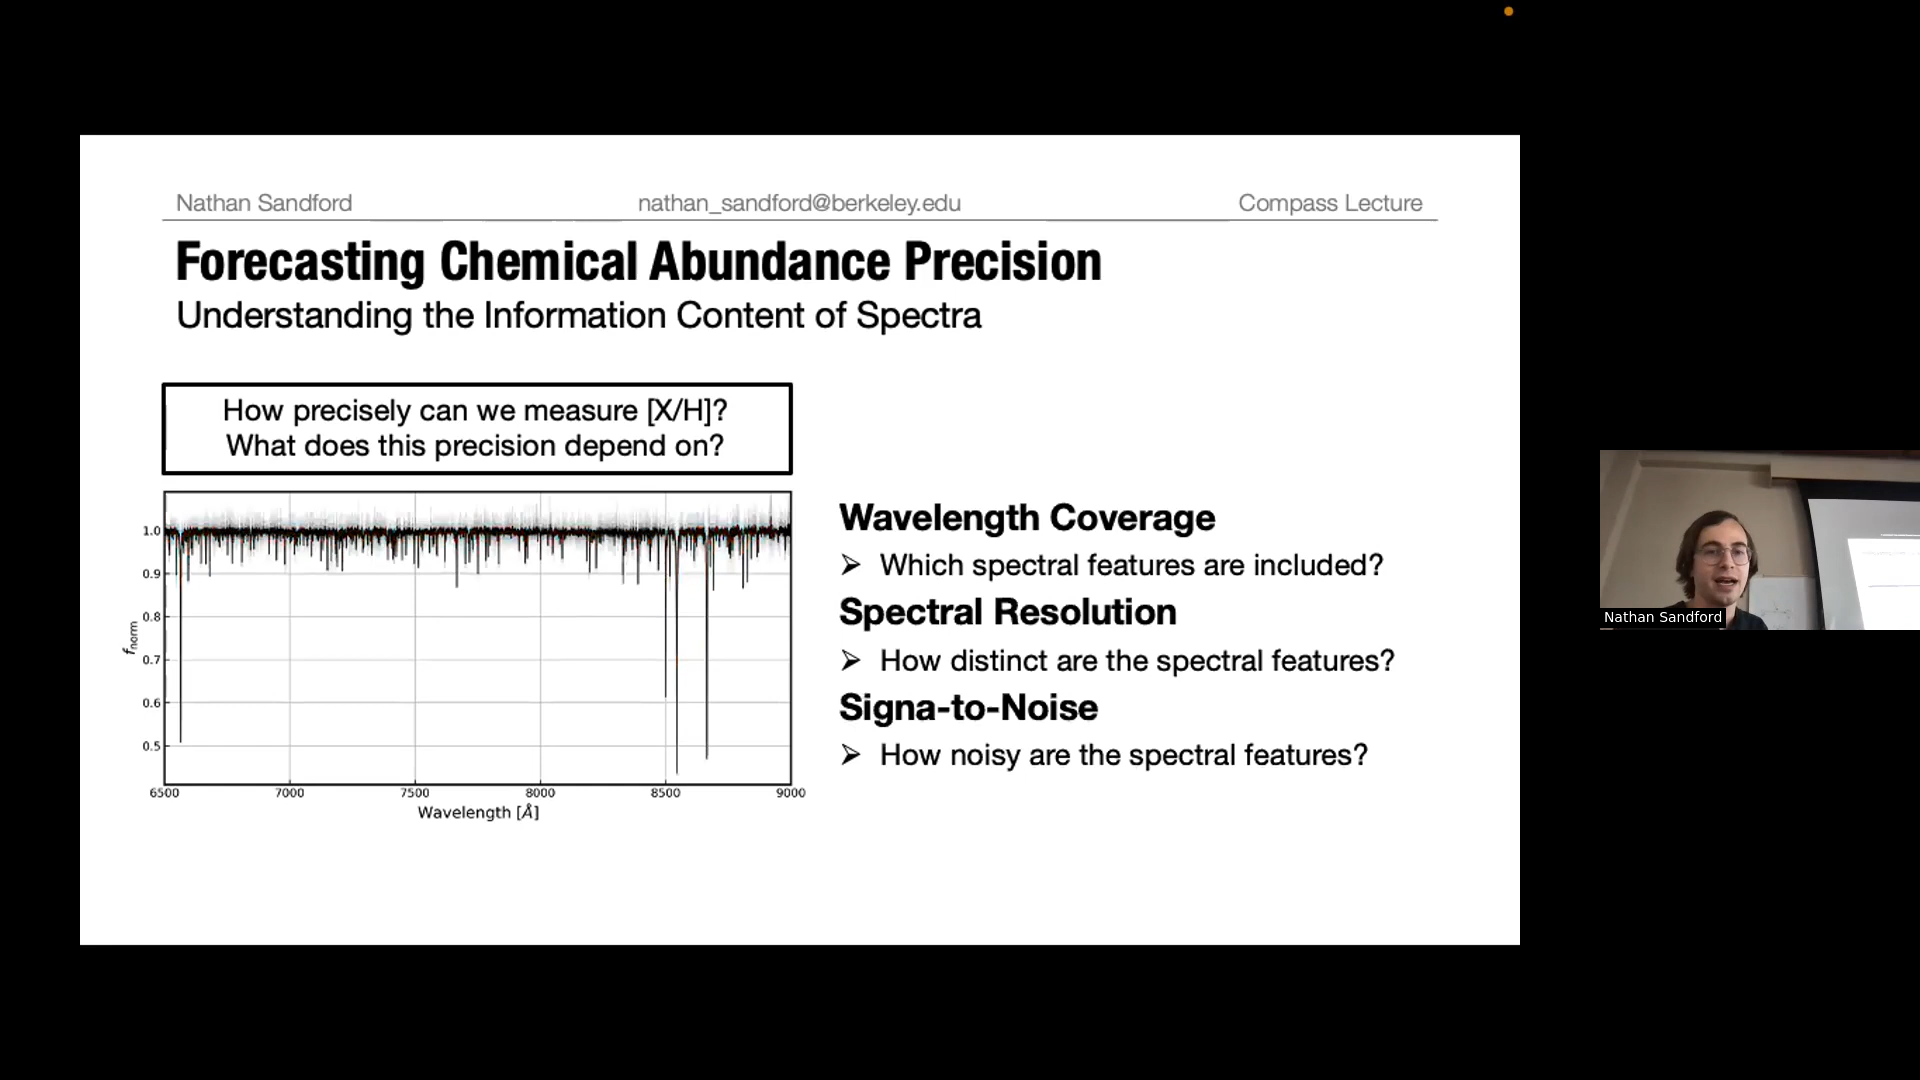 Nathan Sandford nathan_sandford@berkeley.edu Compass Lecture
Forecasting Chemical Abundance Precision
Understanding the Information Content of Spectra
How precisely can we measure [X/H]?
What does this precision depend on?
1.0
0.9
0.8
0.7
0.6
0.5
f_norm
6500 7000 7500 8000 8500 9000
Wavelength [Å]
Wavelength Coverage
➢ Which spectral features are included?
Spectral Resolution
➢ How distinct are the spectral features?
Signa-to-Noise
➢ How noisy are the spectral features?
Nathan Sandford